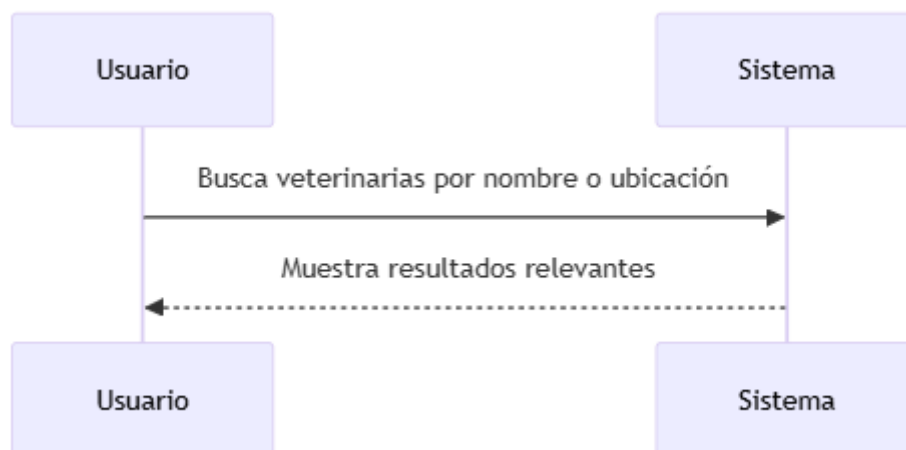 Usuario
Sistema
Busca veterinarias por nombre o ubicación
Muestra resultados relevantes
Usuario
Sistema